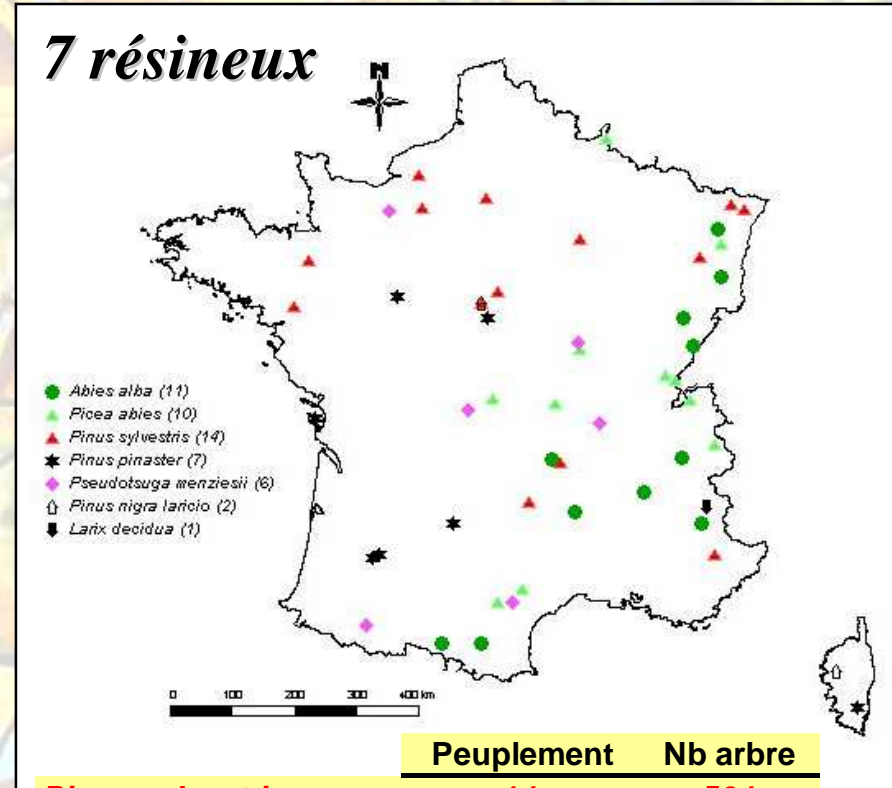 7 résineux
N
Abies alba (11)
Picea abies (10)
Pinus sylvestris (14)
Pinus pinaster (7)
Pseudotsuga menziesii (6)
Pinus nigra laricio (2)
Larix decidua (1)
0 100 200 300 400 km
Peuplement Nb arbre